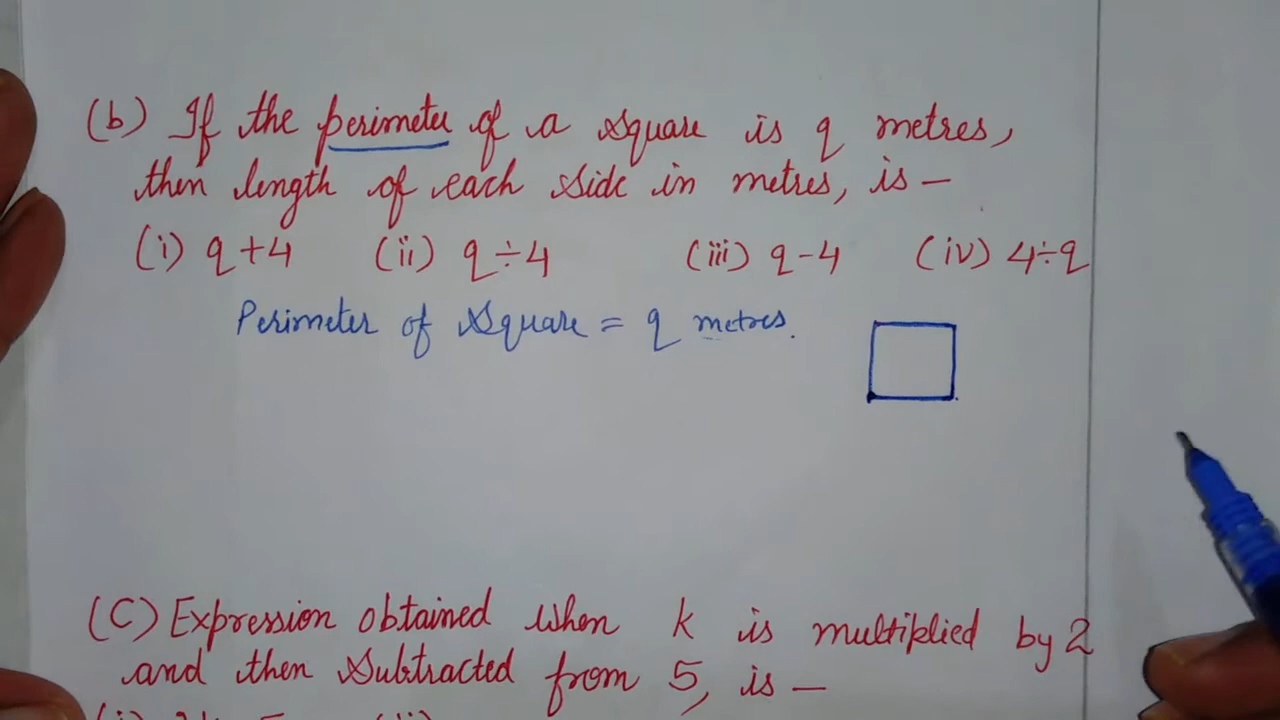 (b) If the perimeter of a square is q metres,
then length of each side in metres, is —
(i) q+4 (ii) q÷4 (iii) q-4 (iv) 4÷q
Perimeter of square = q metres.
(C) Expression obtained when k is multiplied by 2
and then subtracted from 5, is —
(i) (ii)